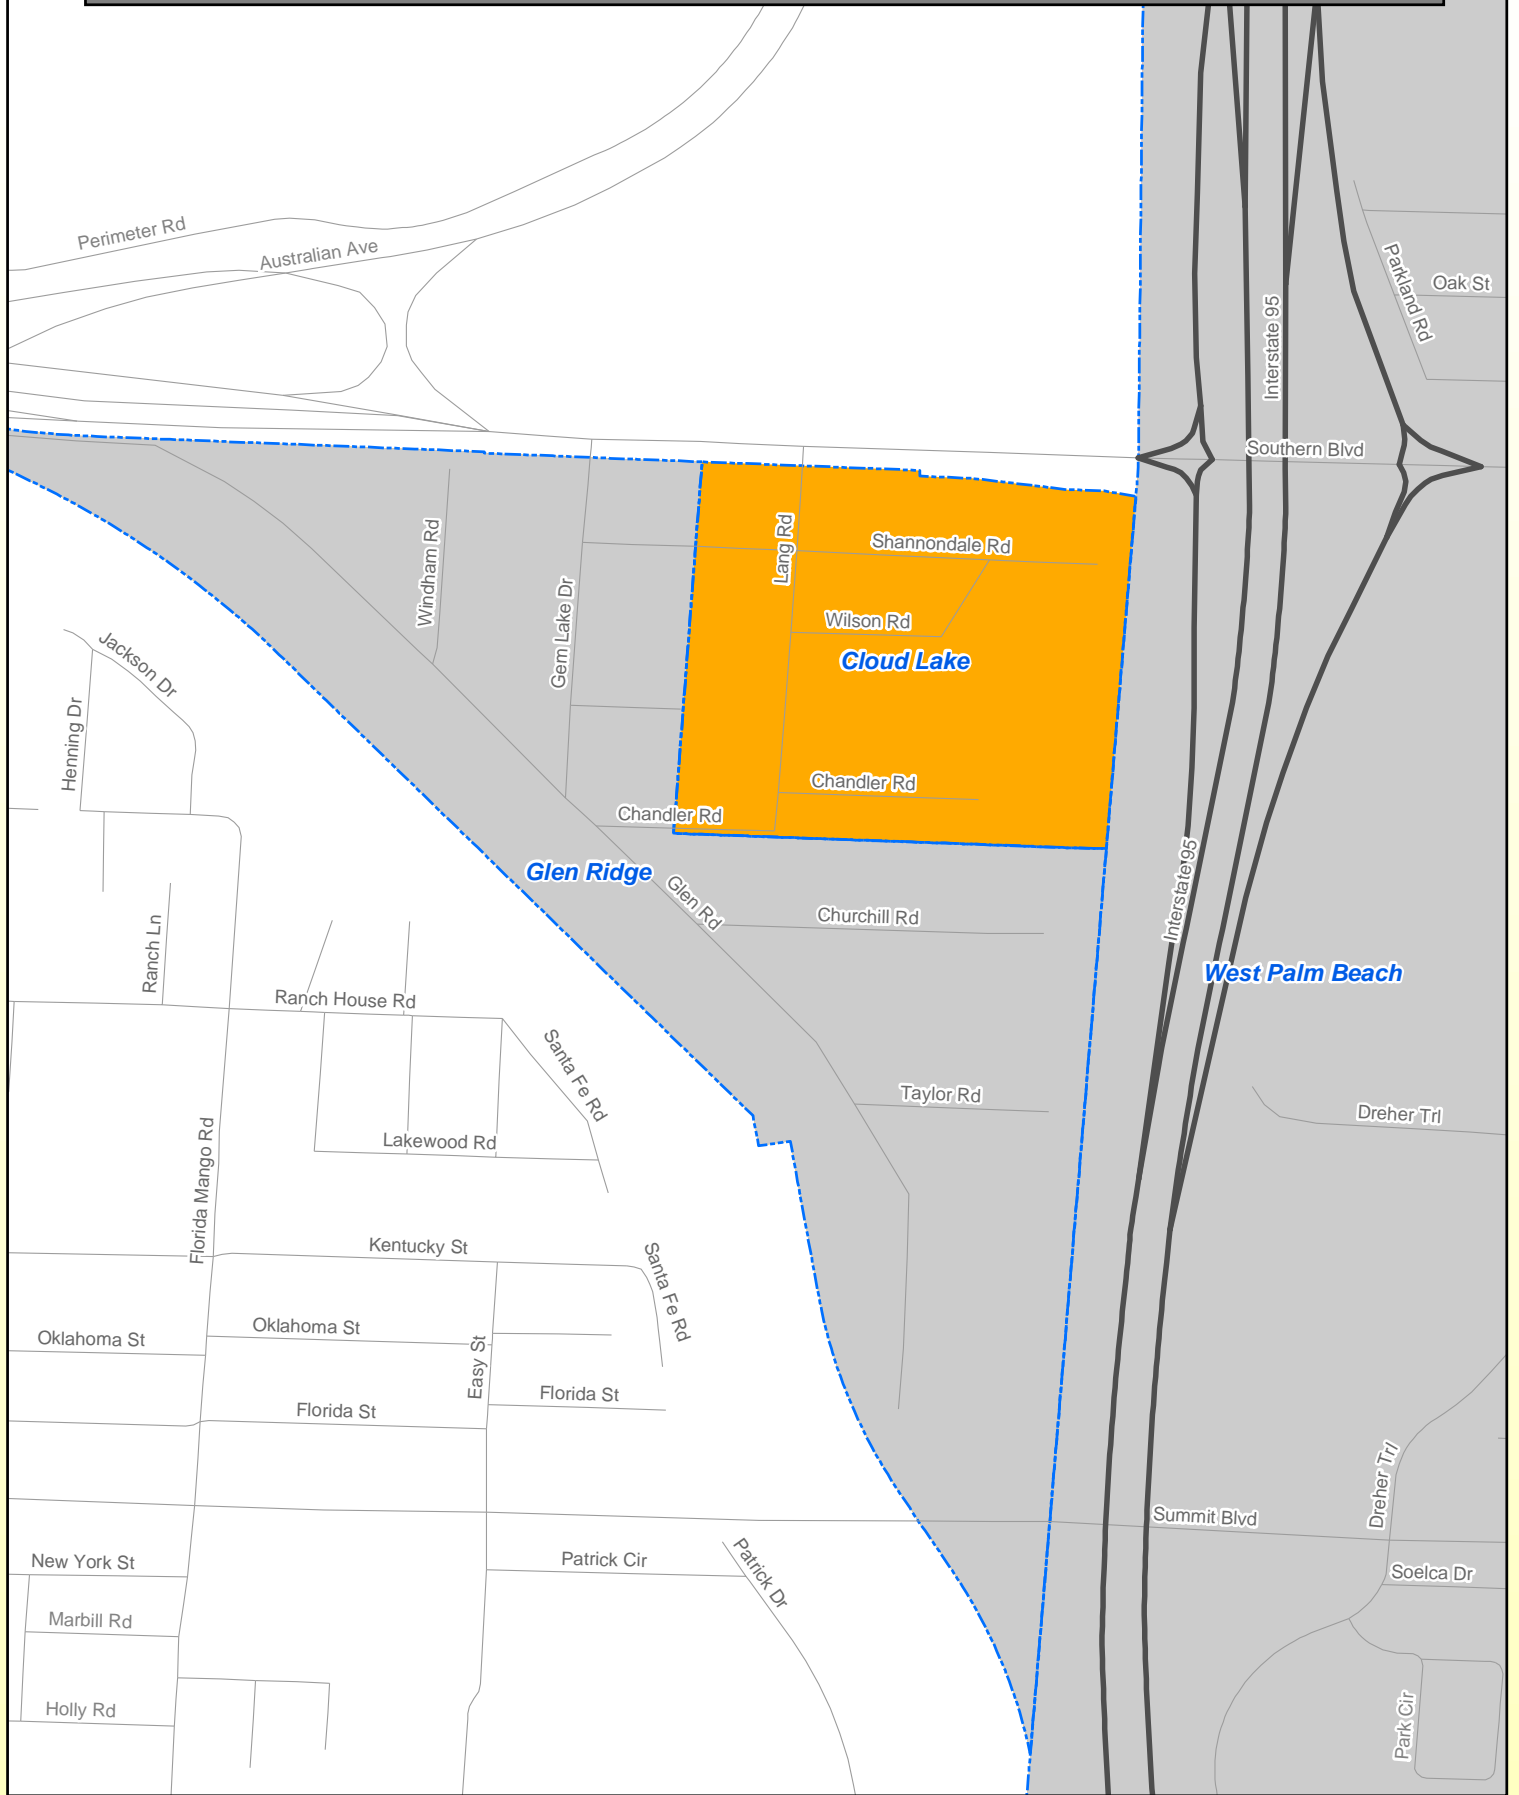 Perimeter Rd
Australian Ave
Parkland Rd
Oak St
Interstate 95
Southern Blvd
Windham Rd
Gem Lake Dr
Lang Rd
Shannondale Rd
Wilson Rd
Cloud Lake
Jackson Dr
Henning Dr
Chandler Rd
Chandler Rd
Glen Ridge
Glen Rd
Churchill Rd
Interstate 95
West Palm Beach
Ranch Ln
Ranch House Rd
Santa Fe Rd
Taylor Rd
Dreher Trl
Lakewood Rd
Florida Mango Rd
Kentucky St
Santa Fe Rd
Oklahoma St
Oklahoma St
Easy St
Florida St
Florida St
Dreher Trl
Summit Blvd
New York St
Patrick Cir
Patrick Dr
Soelca Dr
Marbill Rd
Holly Rd
Park Cir